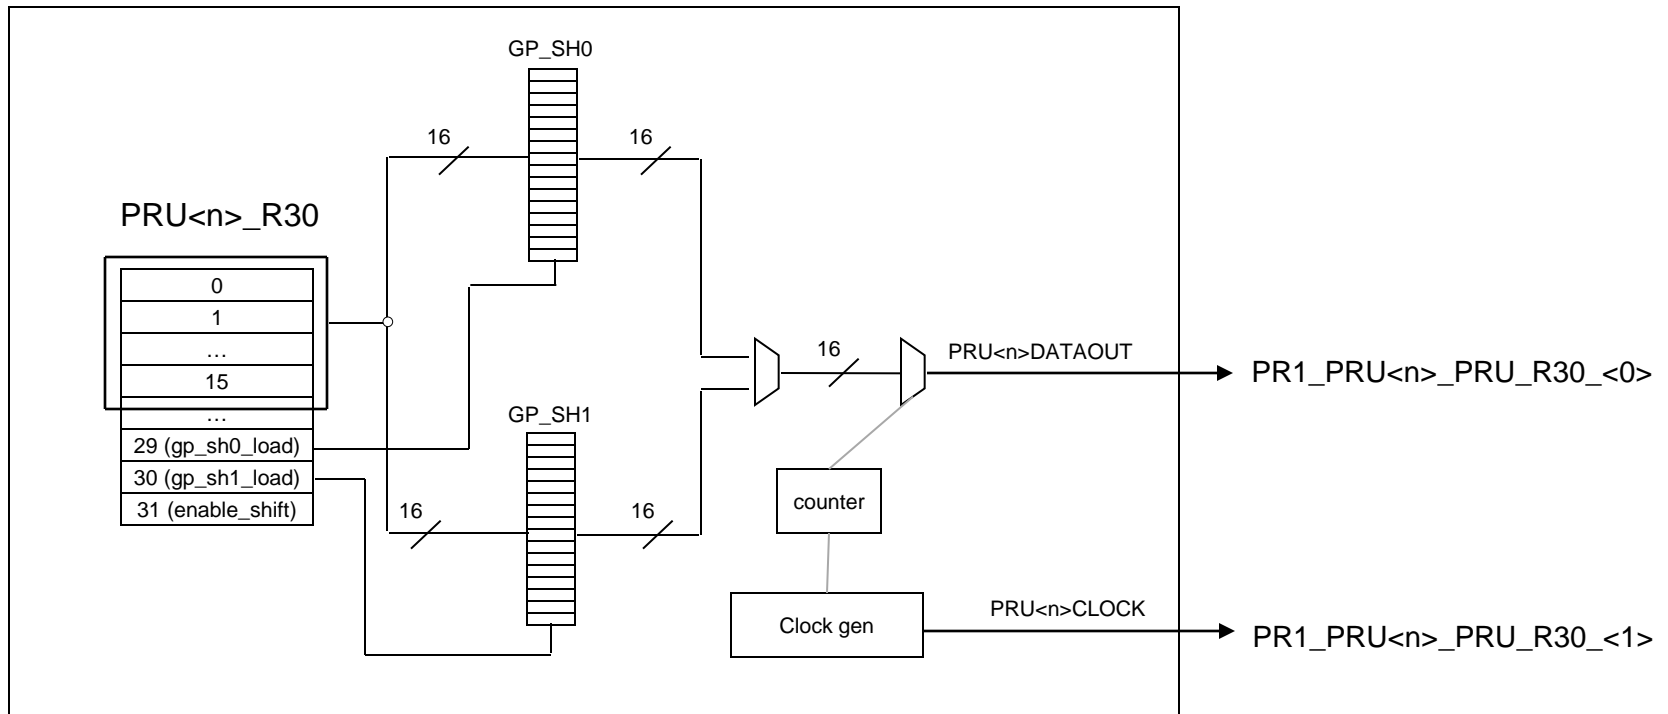 GP_SH0
16
16
PRU<n>_R30
0
1
…
15
…
29 (gp_sh0_load)
30 (gp_sh1_load)
31 (enable_shift)
GP_SH1
16
16
16
PRU<n>DATAOUT
PR1_PRU<n>_PRU_R30_<0>
counter
Clock gen
PRU<n>CLOCK
PR1_PRU<n>_PRU_R30_<1>